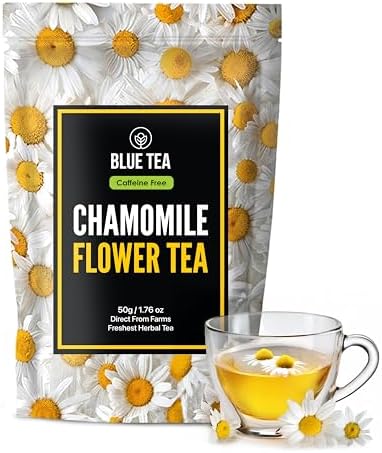 BLUE TEA
Caffeine Free
CHAMOMILE
FLOWER TEA
50g / 1.76 oz
Direct From Farms
Freshest Herbal Tea